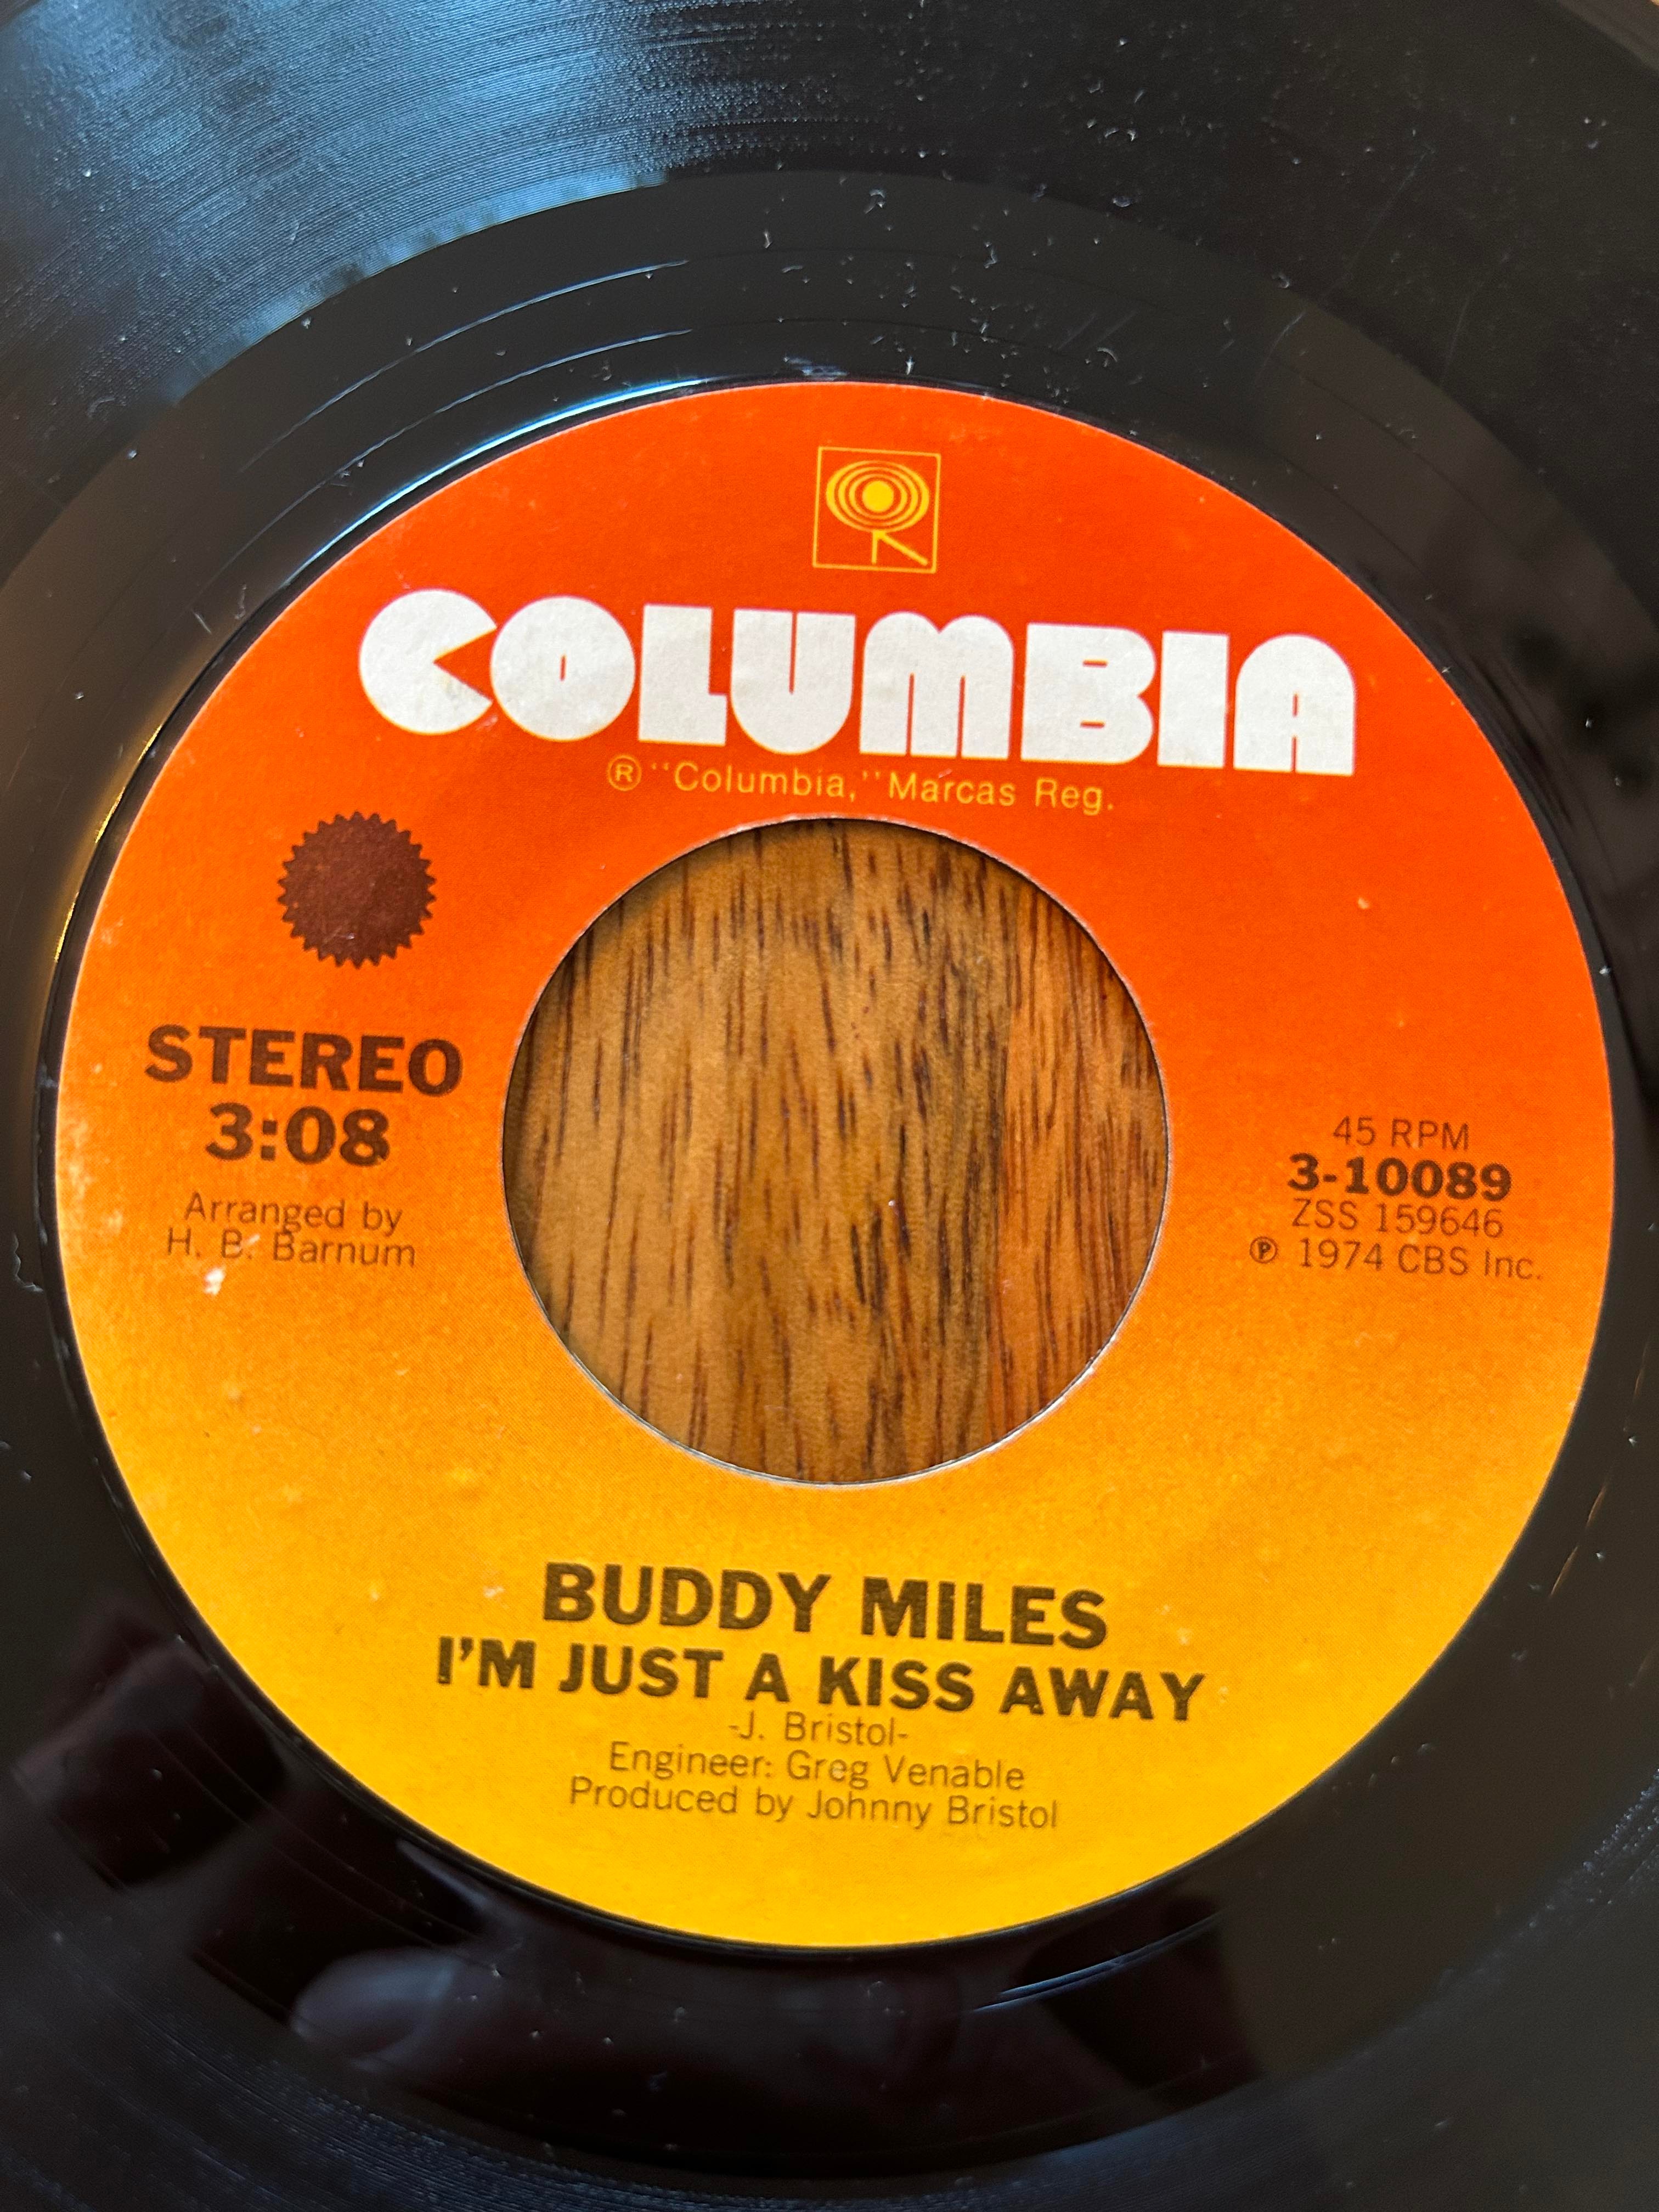 COLUMBIA
® "Columbia," Marcas Reg.
STEREO
3:08
Arranged by
H. B. Barnum
45 RPM
3-10089
ZSS 159646
℗ 1974 CBS Inc.
BUDDY MILES
I'M JUST A KISS AWAY
-J. Bristol-
Engineer: Greg Venable
Produced by Johnny Bristol